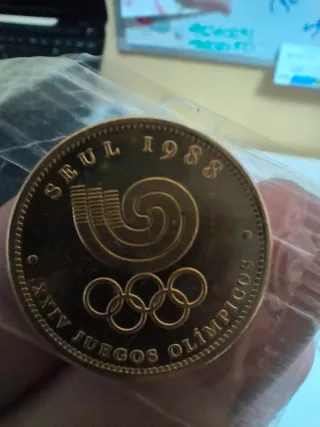 SEUL 1988
XXIV JUEGOS OLÍMPICOS